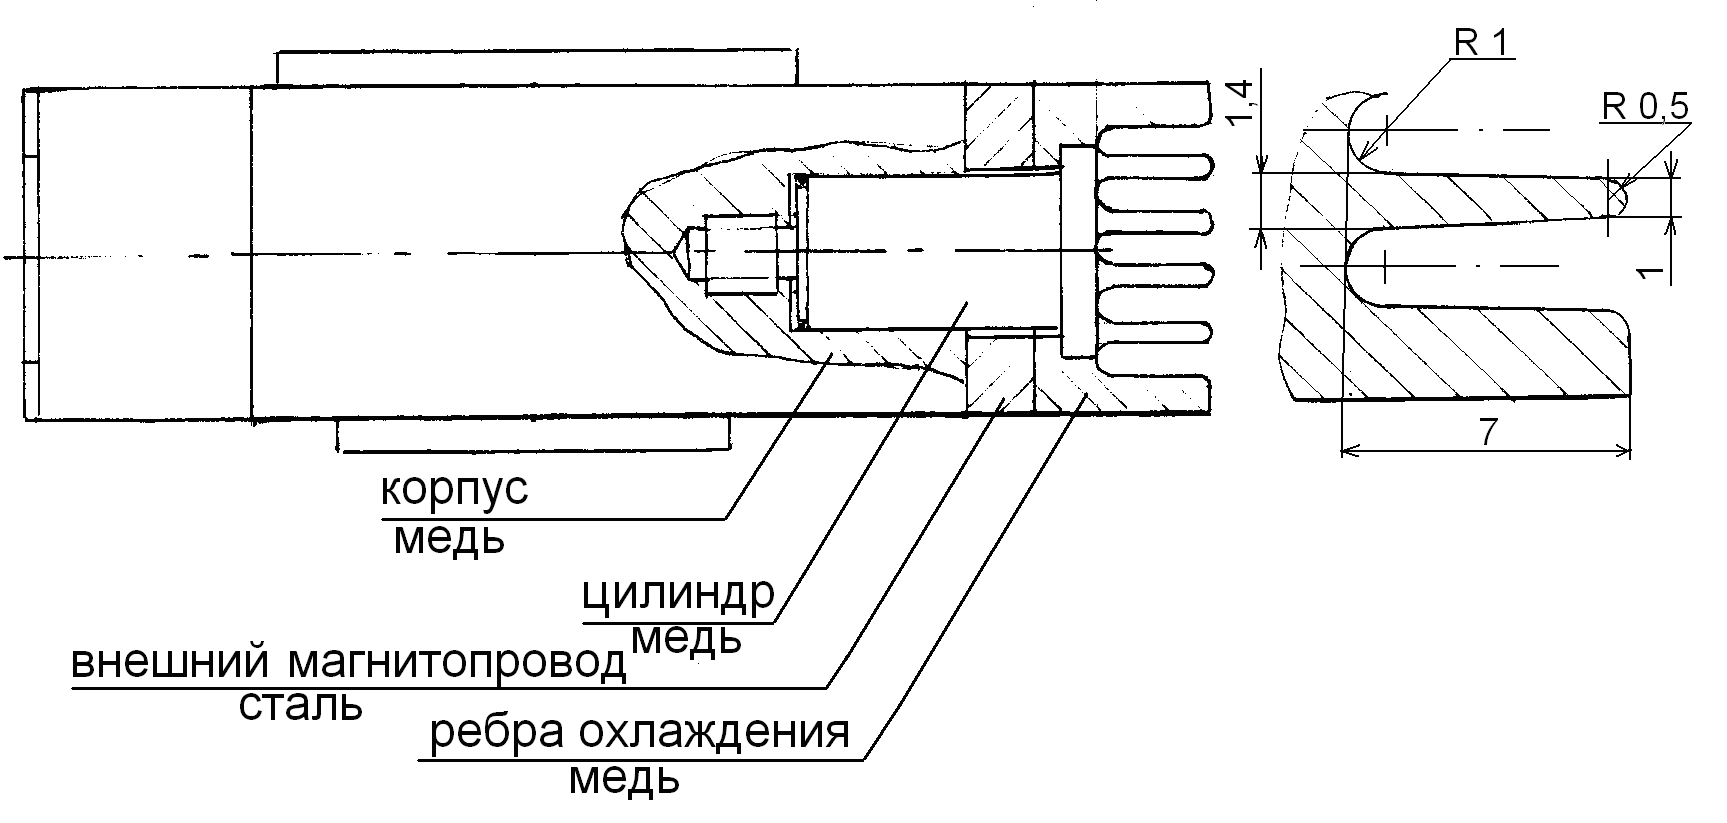 R 1
1,4
R 0,5
1
7
корпус
медь
цилиндр
медь
внешний магнитопровод
сталь
ребра охлаждения
медь